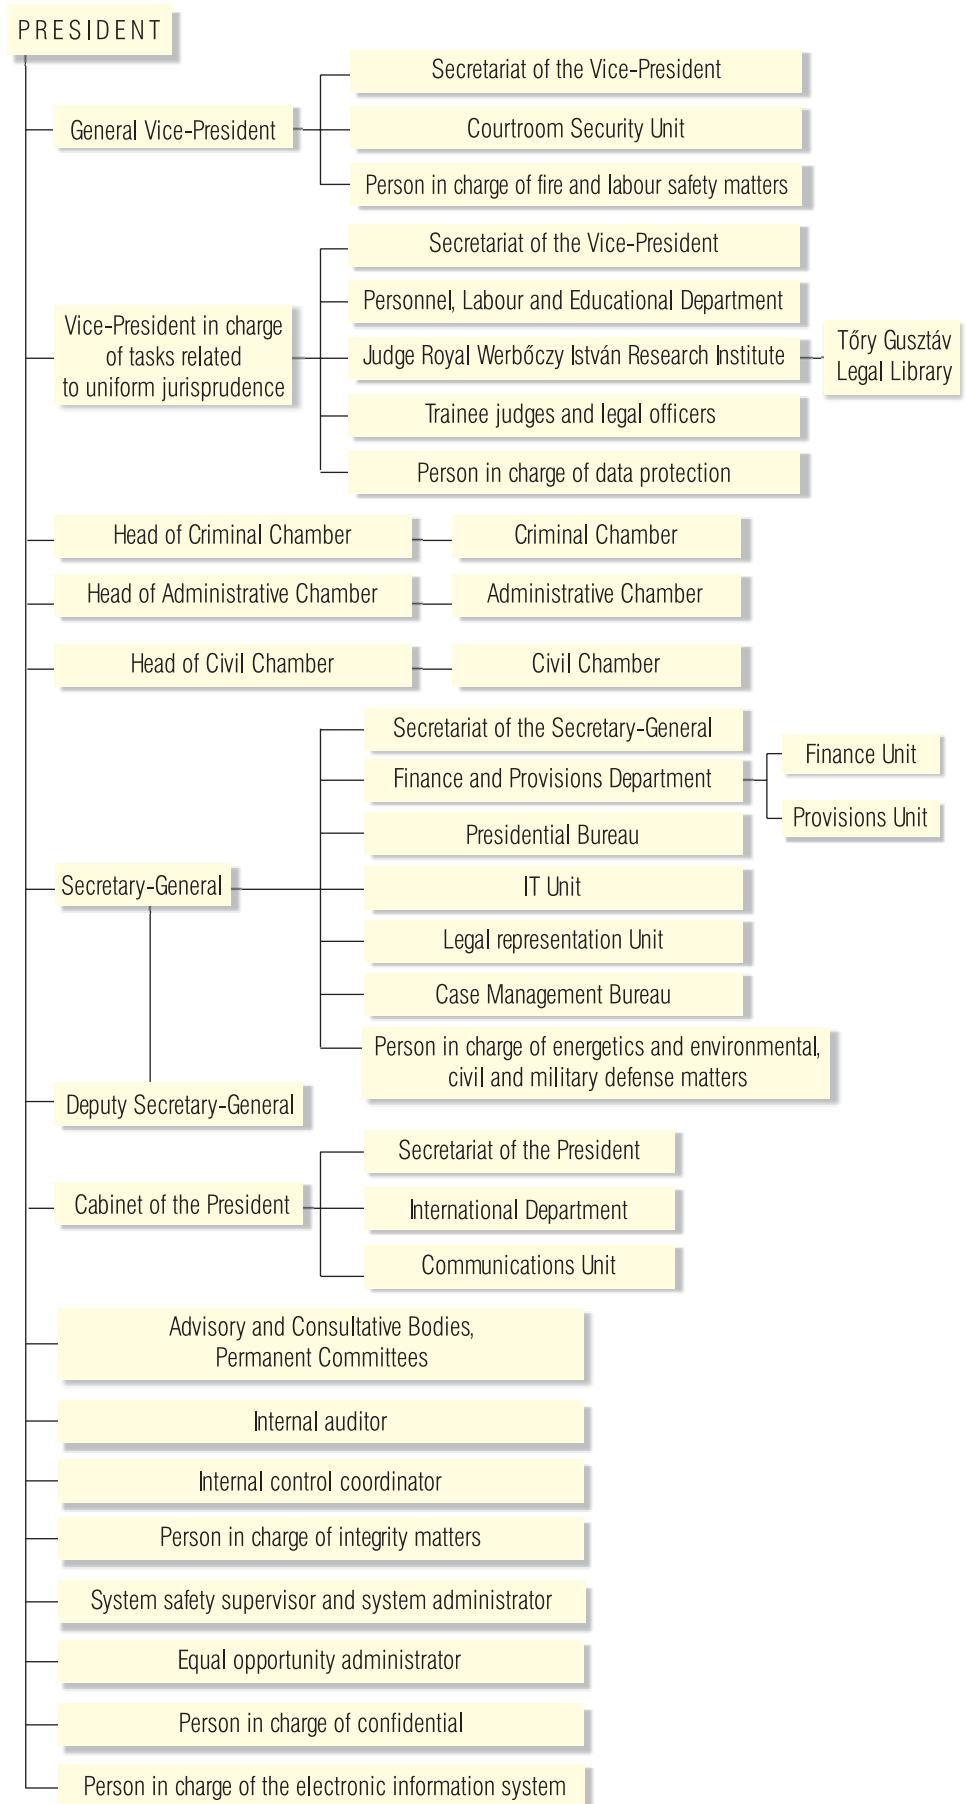 PRESIDENT
General Vice-President
Secretariat of the Vice-President
Courtroom Security Unit
Person in charge of fire and labour safety matters
Vice-President in charge
of tasks related
to uniform jurisprudence
Secretariat of the Vice-President
Personnel, Labour and Educational Department
Judge Royal Werbőczy István Research Institute
Tőry Gusztáv
Legal Library
Trainee judges and legal officers
Person in charge of data protection
Head of Criminal Chamber
Criminal Chamber
Head of Administrative Chamber
Administrative Chamber
Head of Civil Chamber
Civil Chamber
Secretary-General
Secretariat of the Secretary-General
Finance and Provisions Department
Finance Unit
Provisions Unit
Presidential Bureau
IT Unit
Legal representation Unit
Case Management Bureau
Person in charge of energetics and environmental,
civil and military defense matters
Deputy Secretary-General
Cabinet of the President
Secretariat of the President
International Department
Communications Unit
Advisory and Consultative Bodies,
Permanent Committees
Internal auditor
Internal control coordinator
Person in charge of integrity matters
System safety supervisor and system administrator
Equal opportunity administrator
Person in charge of confidential
Person in charge of the electronic information system